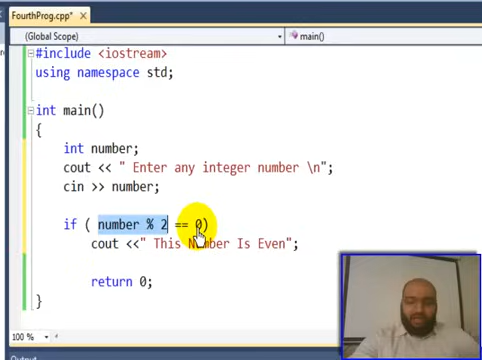 FourthProg.cpp*
(Global Scope)
main()
#include <iostream>
using namespace std;
int main()
{
int number;
cout << " Enter any integer number \n";
cin >> number;
if ( number % 2 == 0)
cout <<" This Number Is Even";
return 0;
}
100 %
Output